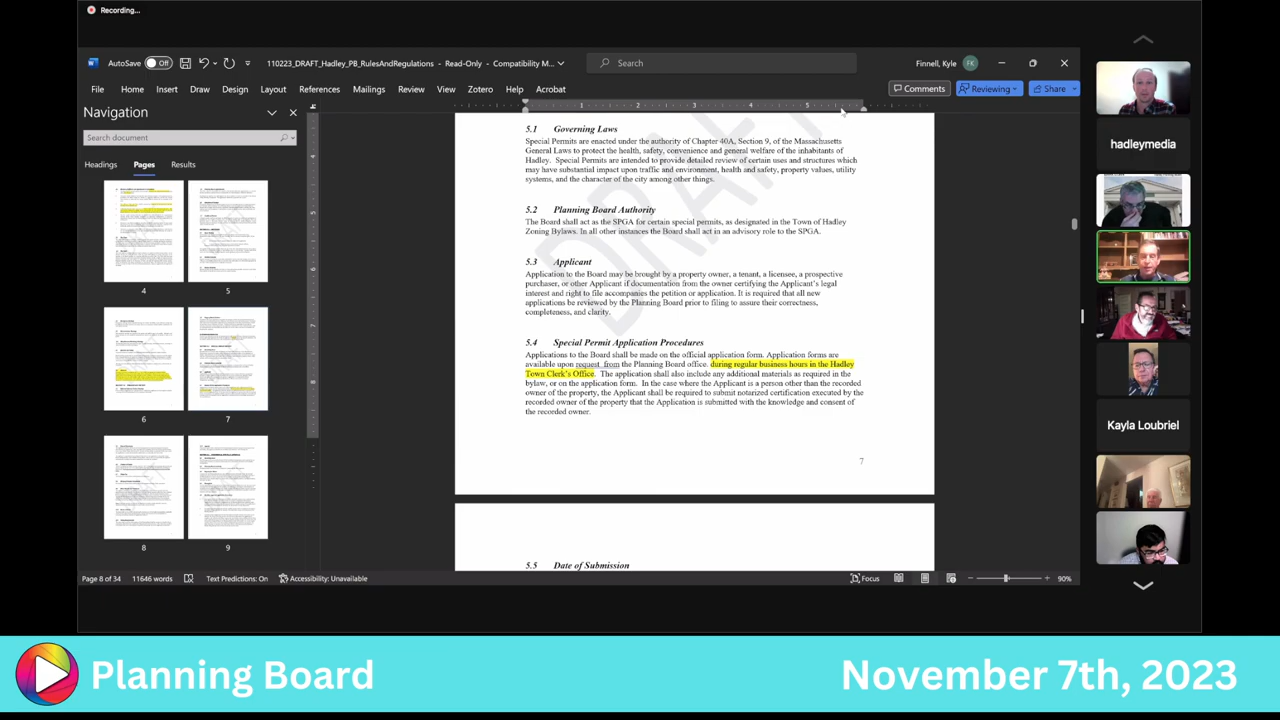 Recording...
AutoSave Off 110223_DRAFT_Hadley_PB_RulesAndRegulations - Read-Only - Compatibility M... Search Finnell, Kyle FK
File Home Insert Draw Design Layout References Mailings Review View Zotero Help Acrobat Comments Reviewing Share
Navigation
Search document
Headings Pages Results
4 5
6 7
8 9
1 2 3 4 5
5.1 Governing Laws
Special Permits are enacted under the authority of Chapter 40A, Section 9, of the Massachusetts
General Laws to protect the health, safety, convenience and general welfare of the inhabitants of
Hadley. Special Permits are intended to provide detailed review of certain uses and structures which
may have substantial impact upon traffic and environment, health and safety, property values, utility
systems, and the character of the city among other things.
5.2 Planning Board Authority
The Board shall act as the SPGA for certain special permits, as designated in the Town of Hadley
Zoning Bylaws. In all other instances the Board shall act in an advisory role to the SPGA.
5.3 Applicant
Application to the Board may be brought by a property owner, a tenant, a licensee, a prospective
purchaser, or other Applicant if documentation from the owner certifying the Applicant's legal
interest and right to file accompanies the petition or application. It is required that all new
applications be reviewed by the Planning Board prior to filing to assure their correctness,
completeness, and clarity.
5.4 Special Permit Application Procedures
Applications to the Board shall be made on the official application form. Application forms are
available upon request from the Planning Board office. during regular business hours in the Hadley
Town Clerk's Office. The application shall also include any additional materials as required in the
bylaw, or on the application form. In the case where the Applicant is a person other than the recorded
owner of the property, the Applicant shall be required to submit notarized certification executed by the
recorded owner of the property that the Application is submitted with the knowledge and consent of
the recorded owner.
7
5.5 Date of Submission
Page 8 of 34 11646 words Text Predictions: On Accessibility: Unavailable Focus 90%
hadleymedia
Kayla Loubriel
Planning Board November 7th, 2023